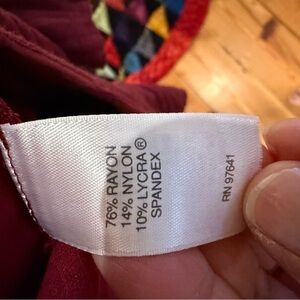 76% RAYON
14% NYLON
10% LYCRA®
SPANDEX
RN 97641